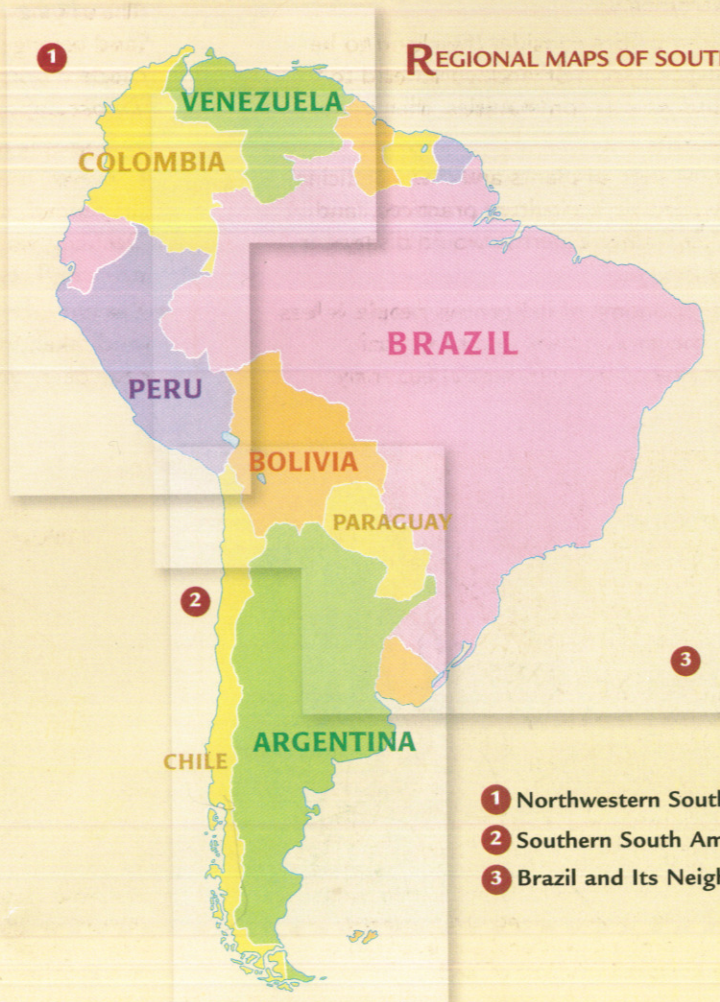 1
REGIONAL MAPS OF SOUT
VENEZUELA
COLOMBIA
BRAZIL
PERU
BOLIVIA
PARAGUAY
2
3
ARGENTINA
CHILE
1 Northwestern South
2 Southern South Am
3 Brazil and Its Neigh